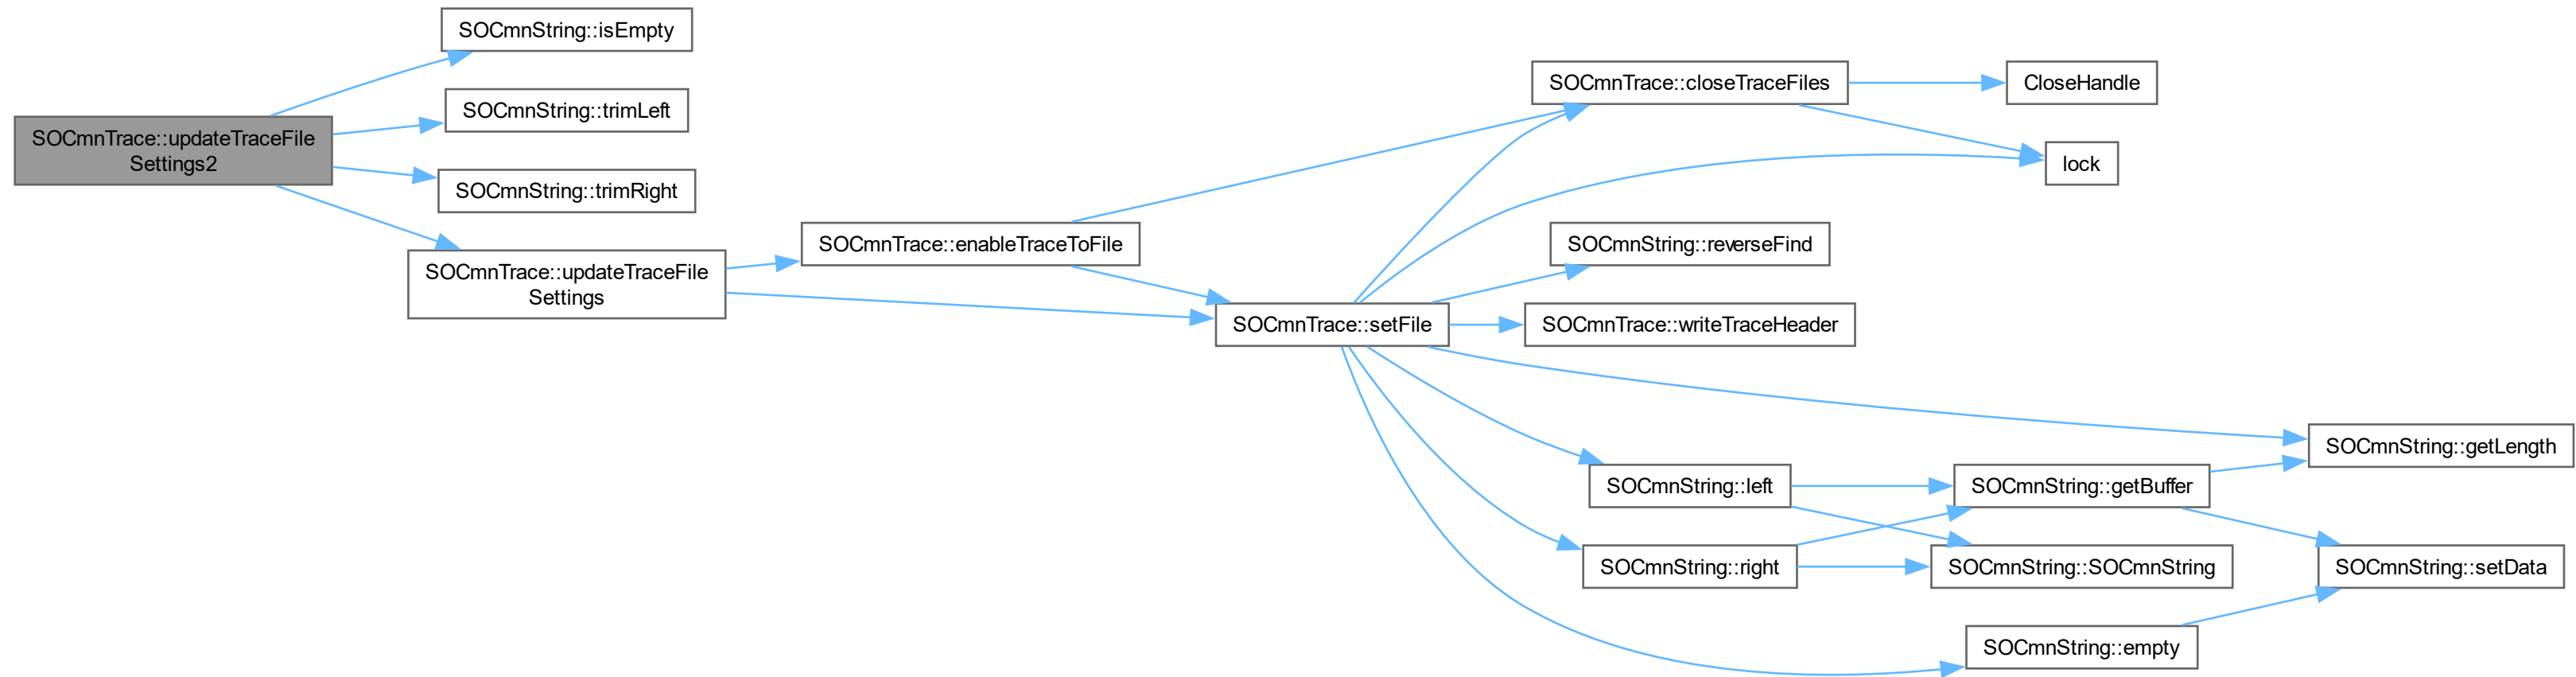 SOCmnTrace::updateTraceFile
Settings2
SOCmnString::isEmpty
SOCmnString::trimLeft
SOCmnString::trimRight
SOCmnTrace::updateTraceFile
Settings
SOCmnTrace::enableTraceToFile
SOCmnTrace::setFile
SOCmnTrace::closeTraceFiles
CloseHandle
lock
SOCmnString::reverseFind
SOCmnTrace::writeTraceHeader
SOCmnString::getLength
SOCmnString::left
SOCmnString::getBuffer
SOCmnString::right
SOCmnString::SOCmnString
SOCmnString::setData
SOCmnString::empty